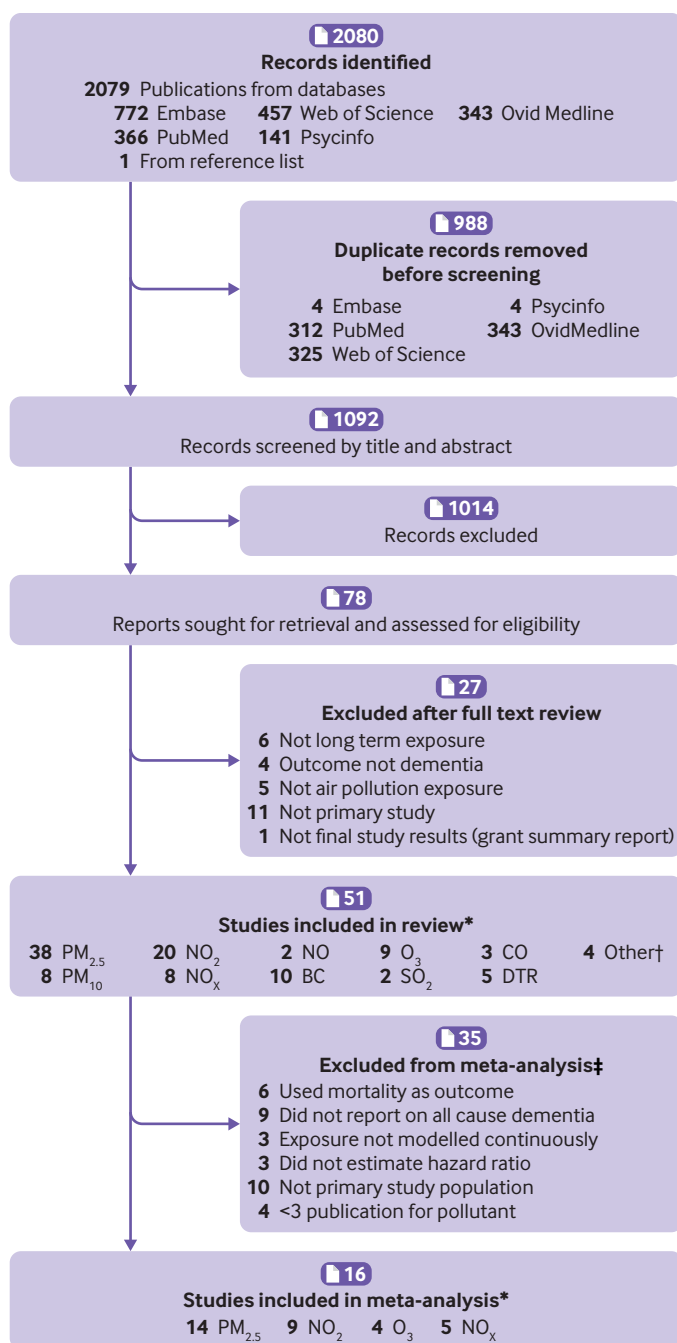 2080
Records identified
2079 Publications from databases
772 Embase 457 Web of Science 343 Ovid Medline
366 PubMed 141 Psycinfo
1 From reference list
988
Duplicate records removed
before screening
4 Embase 4 Psycinfo
312 PubMed 343 OvidMedline
325 Web of Science
1092
Records screened by title and abstract
1014
Records excluded
78
Reports sought for retrieval and assessed for eligibility
27
Excluded after full text review
6 Not long term exposure
4 Outcome not dementia
5 Not air pollution exposure
11 Not primary study
1 Not final study results (grant summary report)
51
Studies included in review*
38 PM2.5 20 NO2 2 NO 9 O3 3 CO 4 Other†
8 PM10 8 NOX 10 BC 2 SO2 5 DTR
35
Excluded from meta-analysis‡
6 Used mortality as outcome
9 Did not report on all cause dementia
3 Exposure not modelled continuously
3 Did not estimate hazard ratio
10 Not primary study population
4 <3 publication for pollutant
16
Studies included in meta-analysis*
14 PM2.5 9 NO2 4 O3 5 NOX